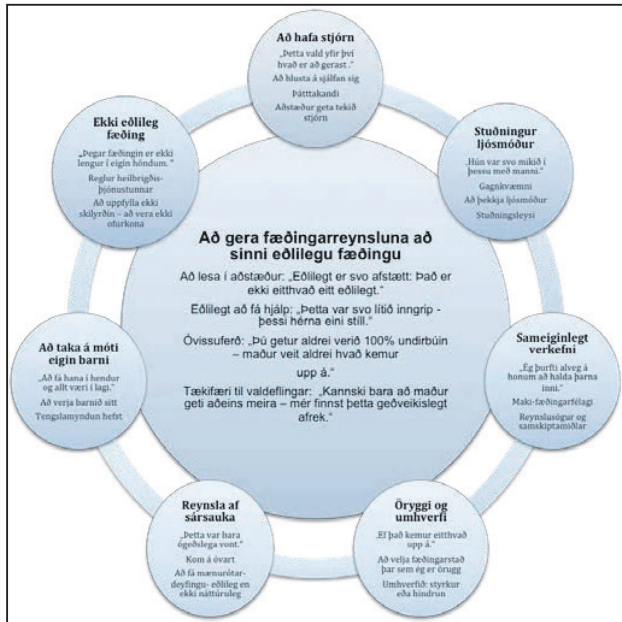 Að hafa stjórn
„Þetta vald yfir því
hvað er að gerast .“
Að hlusta á sjálfan sig
Þátttakandi
Aðstæður geta tekið
stjórn
Stuðningur
ljósmóður
„Hún var svo mikið í
þessu með manni.“
Gagnkvæmni
Að þekkja ljósmóður
Stuðningsleysi
Sameiginlegt
verkefni
„Ég þurfti alveg á
honum að halda þarna
inni.“
Maki-fæðingarfélagi
Reynslusögur og
samskiptamiðlar
Öryggi og
umhverfi
„Ef það kemur eitthvað
upp á.“
Að velja fæðingarstað
þar sem ég er örugg
Umhverfið: styrkur
eða hindrun
Reynsla af
sársauka
„Þetta var bara
ógeðslega vont.“
Kom á óvart
Að fá mænurótar-
deyfingu- eðlileg en
ekki náttúruleg
Að taka á móti
eigin barni
„Að fá hana í hendur
og allt væri í lagi.“
Að verja barnið sitt
Tengslamyndun hefst
Ekki eðlileg
fæðing
„Þegar fæðingin er ekki
lengur í eigin höndum. “
Reglur heilbrigðis-
þjónustunnar
Að uppfylla ekki
skilyrðin – að vera ekki
ofurkona
Að gera fæðingarreynsluna að
sinni eðlilegu fæðingu
Að lesa í aðstæður: „Eðlilegt er svo afstætt: Það er
ekki eitthvað eitt eðlilegt.“
Eðlilegt að fá hjálp: „Þetta var svo lítið inngrip -
þessi hérna eini stíll.“
Óvissuferð: „Þú getur aldrei verið 100% undirbúin
– maður veit aldrei hvað kemur
upp á.“
Tækifæri til valdeflingar: „Kannski bara að maður
geti aðeins meira – mér finnst þetta geðveikislegt
afrek.“